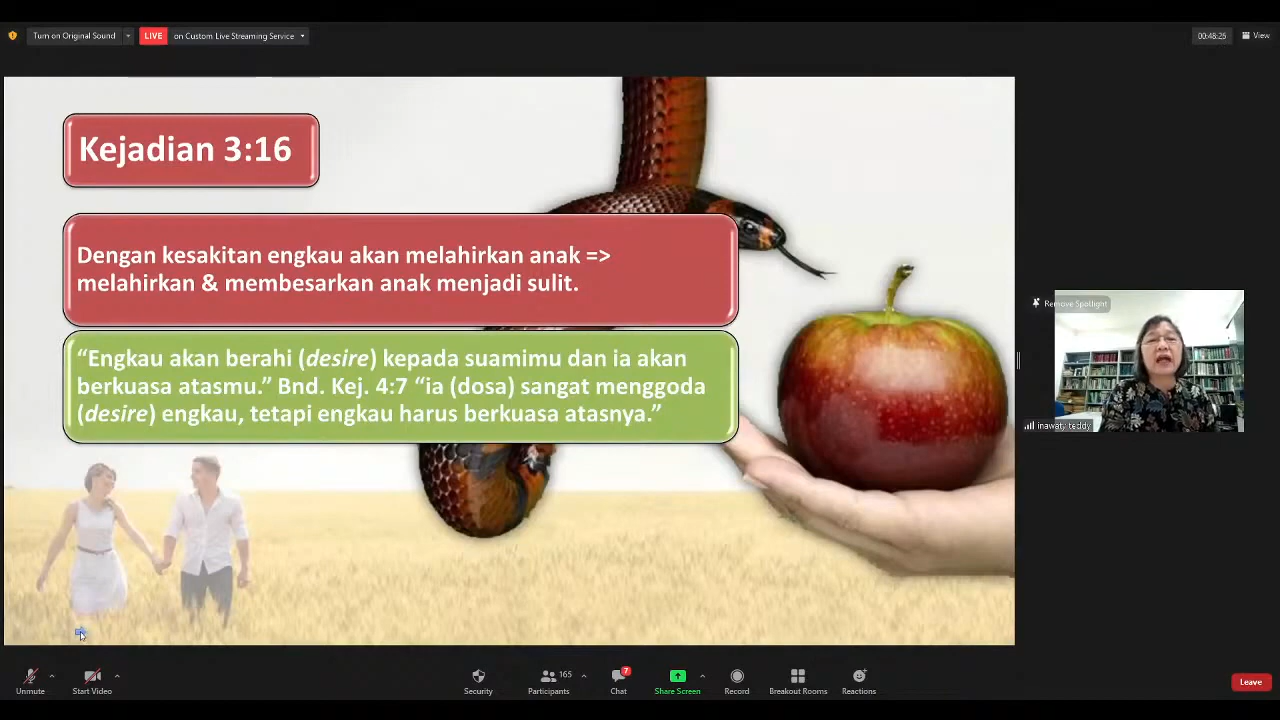 Turn on Original Sound
LIVE
on Custom Live Streaming Service
00:48:26
View
Kejadian 3:16
Dengan kesakitan engkau akan melahirkan anak =>
melahirkan & membesarkan anak menjadi sulit.
“Engkau akan berahi (desire) kepada suamimu dan ia akan
berkuasa atasmu.” Bnd. Kej. 4:7 “ia (dosa) sangat menggoda
(desire) engkau, tetapi engkau harus berkuasa atasnya.”
Remove Spotlight
inawaty teddy
Unmute
Start Video
Security
165
Participants
7
Chat
Share Screen
Record
Breakout Rooms
Reactions
Leave